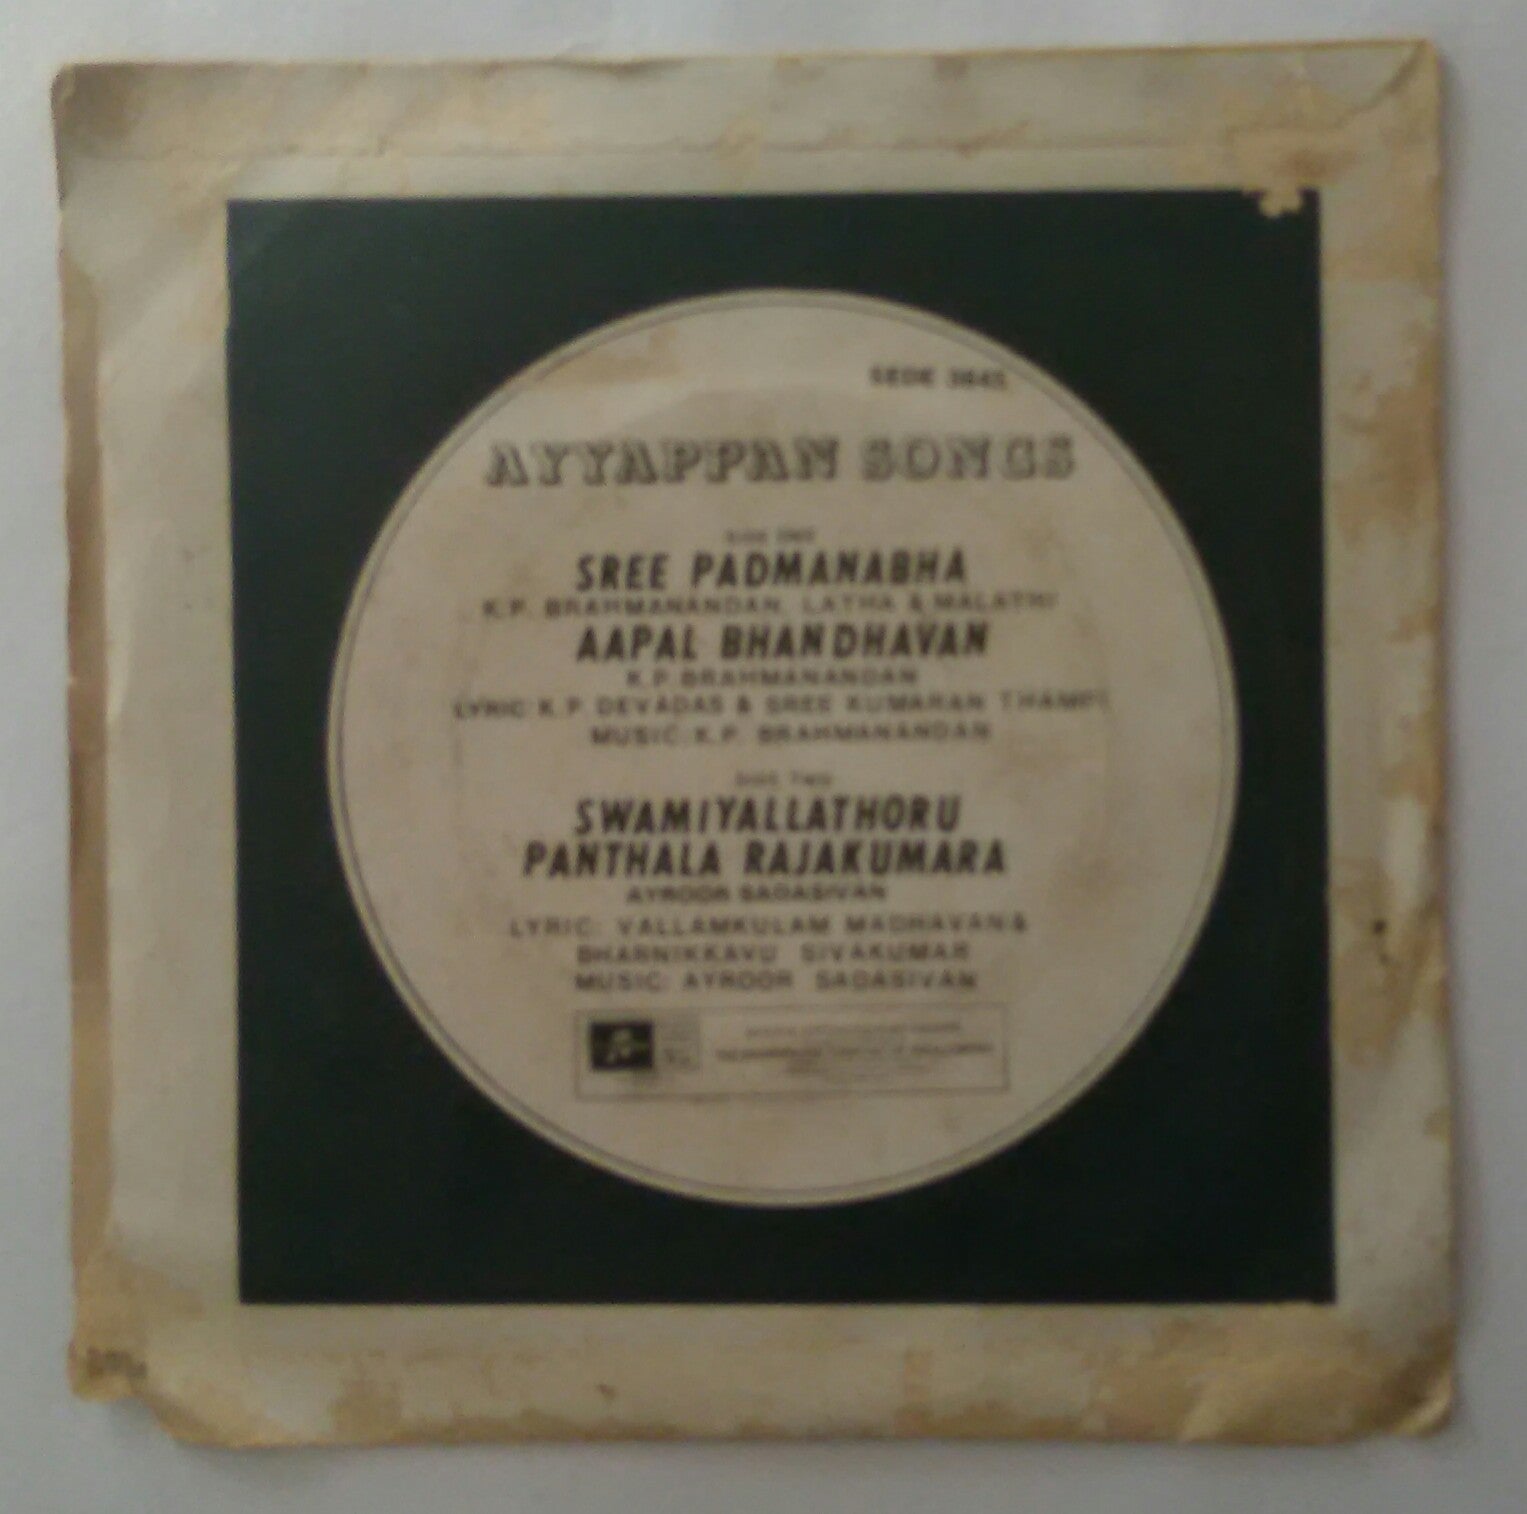 SEDE 3845
AYYAPPAN SONGS
SIDE ONE
SREE PADMANABHA
K.P. BRAHMANANDAN, LATHA & MALATHI
AAPAL BHANDHAVAN
K.P. BRAHMANANDAN
LYRIC: K.P. DEVADAS & SREE KUMARAN THAMPI
MUSIC: K.P. BRAHMANANDAN
SIDE TWO
SWAMIYALLATHORU
PANTHALA RAJAKUMARA
AYROOR SADASIVAN
LYRIC: VALLAMKULAM MADHAVAN &
BHARNIKKAVU SIVAKUMAR
MUSIC: AYROOR SADASIVAN